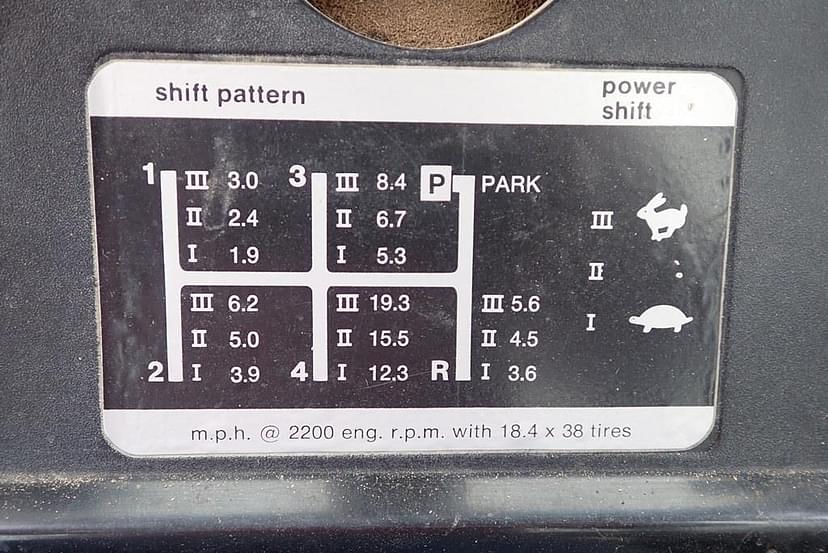 shift pattern power shift
1 III 3.0 3 III 8.4 P PARK
II 2.4 II 6.7 III
I 1.9 I 5.3
II
III 6.2 III 19.3 III 5.6
II 5.0 II 15.5 II 4.5 I
2 I 3.9 4 I 12.3 R I 3.6
m.p.h. @ 2200 eng. r.p.m. with 18.4 x 38 tires